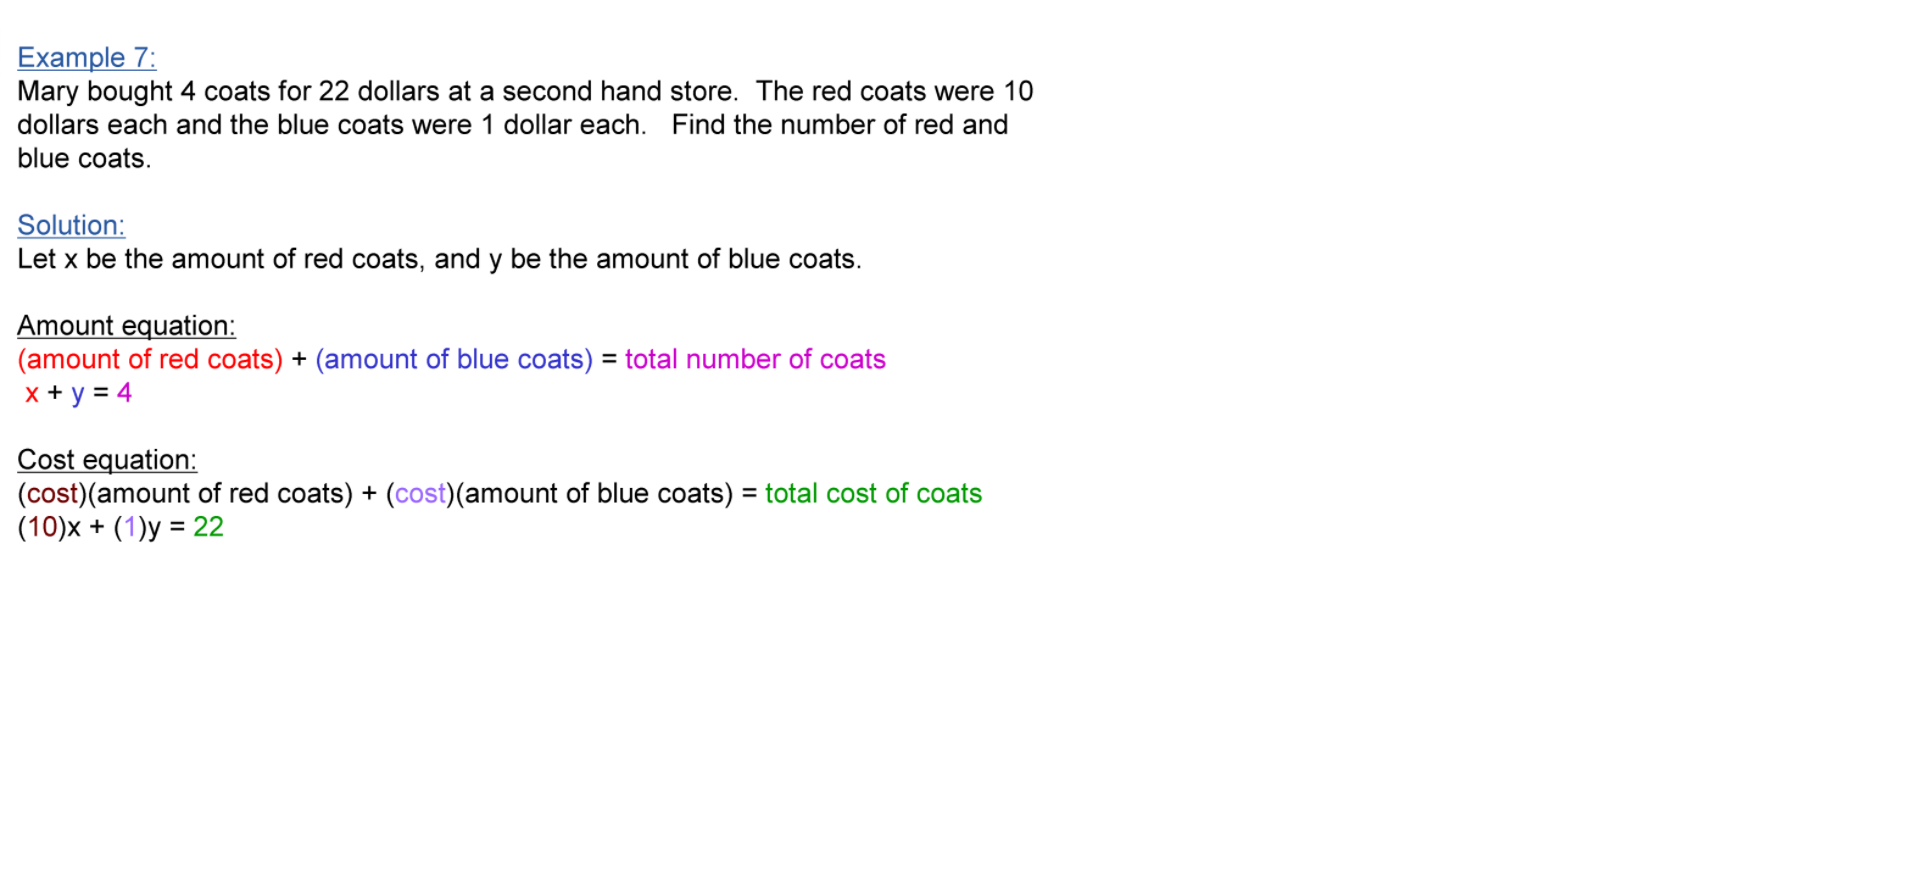 Example 7:
Mary bought 4 coats for 22 dollars at a second hand store.  The red coats were 10
dollars each and the blue coats were 1 dollar each.   Find the number of red and
blue coats.
Solution:
Let x be the amount of red coats, and y be the amount of blue coats.
Amount equation:
(amount of red coats) + (amount of blue coats) = total number of coats
x + y = 4
Cost equation:
(cost)(amount of red coats) + (cost)(amount of blue coats) = total cost of coats
(10)x + (1)y = 22